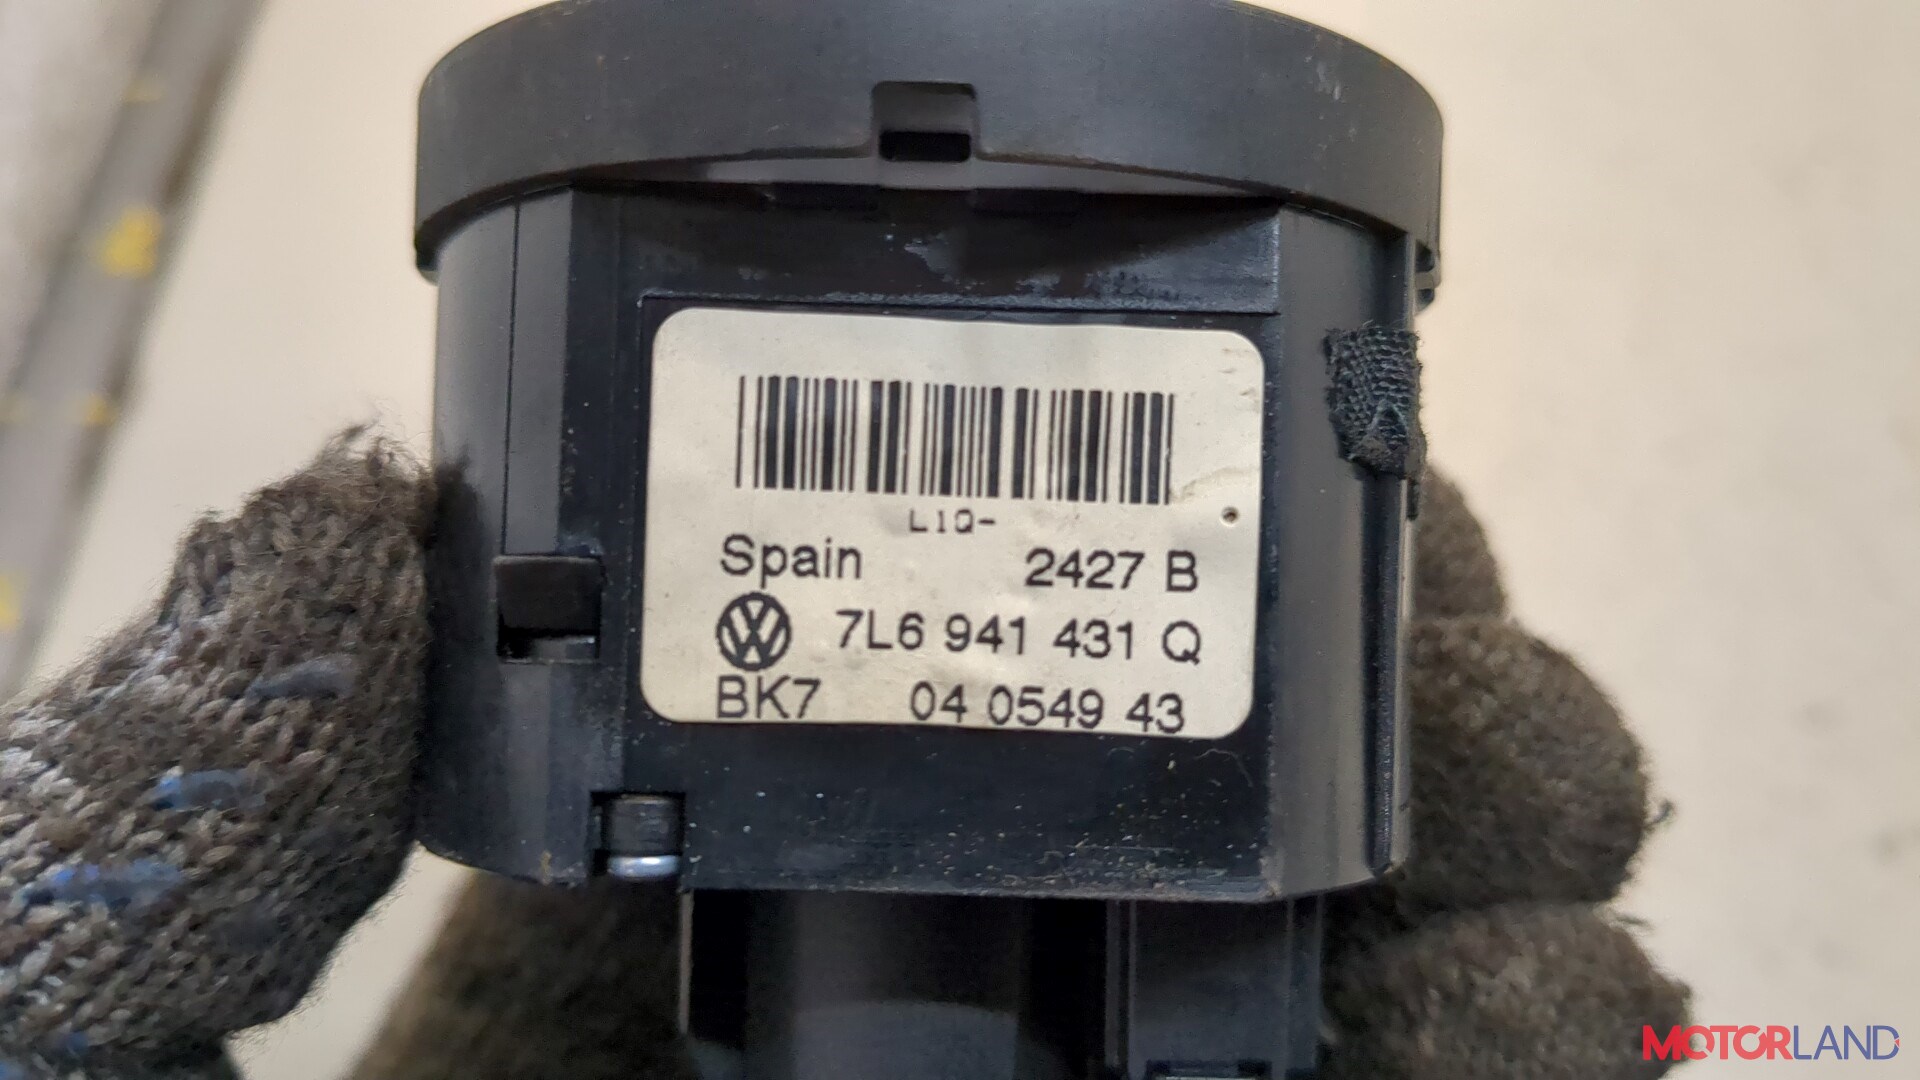 L1Q-
Spain 2427 B
7L6 941 431 Q
BK7 04 0549 43
MOTORLAND